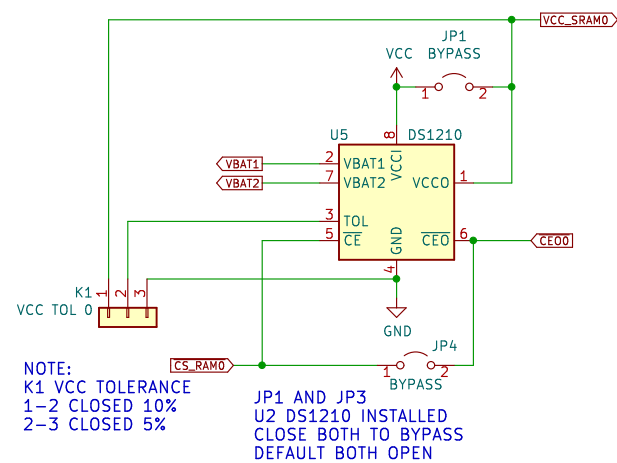 VCC_SRAM0
JP1
VCC BYPASS
1 2
U5 DS1210
8
VCCI
VBAT1 2 VBAT1
VBAT2 7 VBAT2
VCCO 1
3 TOL
5 CE
GND
CEO 6
CEO0
4
K1
1 2 3
VCC TOL 0
GND
JP4
CS_RAM0
1 2
BYPASS
NOTE:
K1 VCC TOLERANCE
1-2 CLOSED 10%
2-3 CLOSED 5%
JP1 AND JP3
U2 DS1210 INSTALLED
CLOSE BOTH TO BYPASS
DEFAULT BOTH OPEN